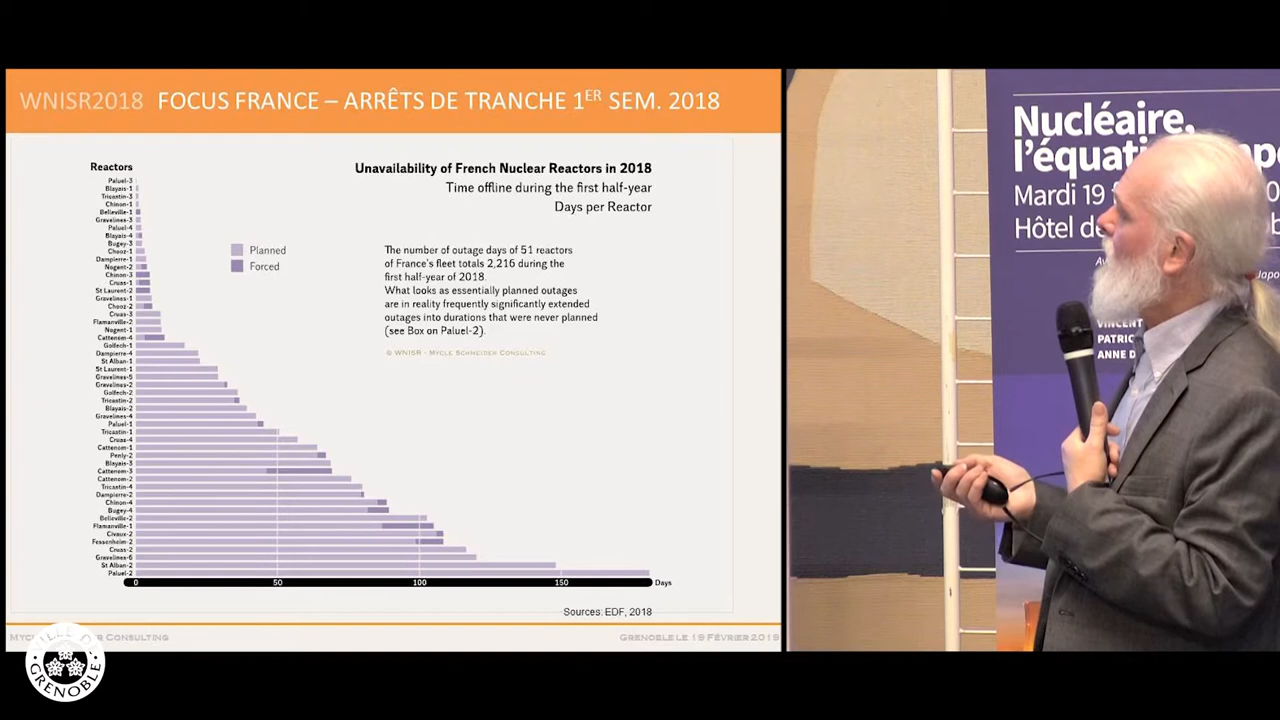 WNISR2018 FOCUS FRANCE – ARRÊTS DE TRANCHE 1ER SEM. 2018
Reactors
Unavailability of French Nuclear Reactors in 2018
Time offline during the first half-year
Days per Reactor
Paluel-3
Blayais-1
Tricastin-3
Chinon-1
Belleville-1
Gravelines-3
Paluel-4
Blayais-4
Bugey-3
Chooz-1
Dampierre-1
Nogent-2
Chinon-3
Cruas-1
St Laurent-2
Gravelines-1
Chooz-2
Cruas-3
Flamanville-2
Nogent-1
Cattenom-4
Golfech-1
Dampierre-4
St Alban-1
St Laurent-1
Gravelines-5
Gravelines-2
Golfech-2
Tricastin-2
Blayais-2
Gravelines-4
Paluel-1
Tricastin-1
Cruas-4
Cattenom-1
Penly-2
Blayais-3
Cattenom-3
Cattenom-2
Tricastin-4
Dampierre-2
Chinon-4
Bugey-4
Belleville-2
Flamanville-1
Civaux-2
Fessenheim-2
Cruas-2
Gravelines-6
St Alban-2
Paluel-2
Planned
Forced
The number of outage days of 51 reactors
of France's fleet totals 2,216 during the
first half-year of 2018.
What looks as essentially planned outages
are in reality frequently significantly extended
outages into durations that were never planned
(see Box on Paluel-2).
© WNISR - Mycle Schneider Consulting
0 50 100 150 Days
Sources: EDF, 2018
Consulting
Grenoble le 19 Février 2019
VILLE DE
GRENOBLE
Nucléaire,
Mardi 19
VINCENT
PATRIC
ANNE D